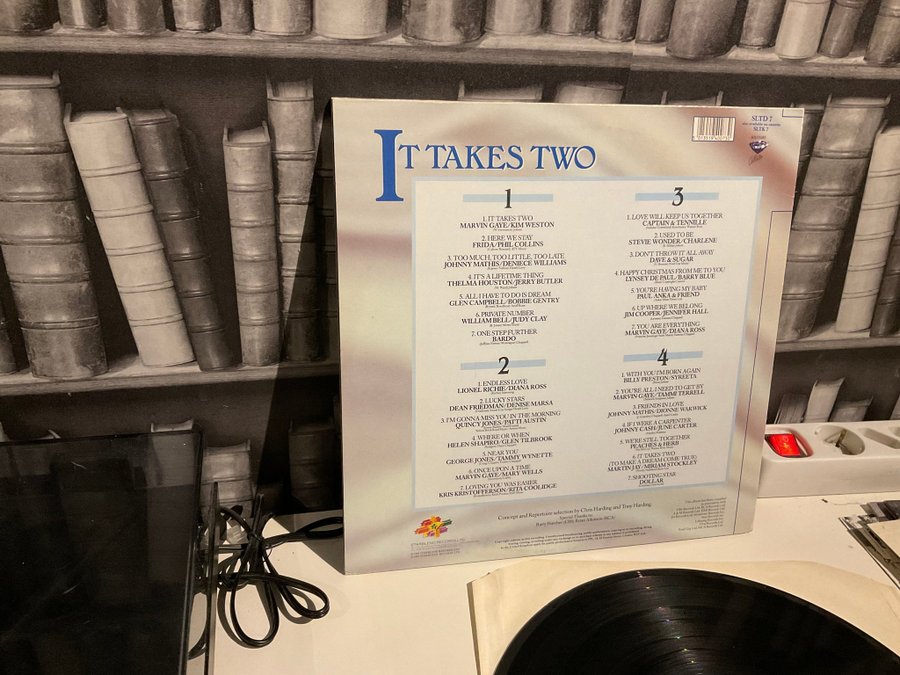 IT TAKES TWO
SLTD 7
also available on cassette
SLTK 7
1
1. IT TAKES TWO
MARVIN GAYE/KIM WESTON
2. HERE WE STAY
FRIDA/PHIL COLLINS
3. TOO MUCH, TOO LITTLE, TOO LATE
JOHNNY MATHIS/DENIECE WILLIAMS
4. IT'S A LIFETIME THING
THELMA HOUSTON/JERRY BUTLER
5. ALL I HAVE TO DO IS DREAM
GLEN CAMPBELL/BOBBIE GENTRY
6. PRIVATE NUMBER
WILLIAM BELL/JUDY CLAY
7. ONE STEP FURTHER
BARDO
2
1. ENDLESS LOVE
LIONEL RICHIE/DIANA ROSS
2. LUCKY STARS
DEAN FRIEDMAN/DENISE MARSA
3. I'M GONNA MISS YOU IN THE MORNING
QUINCY JONES/PATTI AUSTIN
4. WHERE OR WHEN
HELEN SHAPIRO/GLEN TILBROOK
5. NEAR YOU
GEORGE JONES/TAMMY WYNETTE
6. ONCE UPON A TIME
MARVIN GAYE/MARY WELLS
7. LOVING YOU WAS EASIER
KRIS KRISTOFFERSON/RITA COOLIDGE
3
1. LOVE WILL KEEP US TOGETHER
CAPTAIN & TENNILLE
2. USED TO BE
STEVIE WONDER/CHARLENE
3. DON'T THROW IT ALL AWAY
DAVE & SUGAR
4. HAPPY CHRISTMAS FROM ME TO YOU
LYNSEY DE PAUL/BARRY BLUE
5. YOU'RE HAVING MY BABY
PAUL ANKA & FRIEND
6. UP WHERE WE BELONG
JIM COOPER/JENNIFER HALL
7. YOU ARE EVERYTHING
MARVIN GAYE/DIANA ROSS
4
1. WITH YOU I'M BORN AGAIN
BILLY PRESTON/SYREETA
2. YOU'RE ALL I NEED TO GET BY
MARVIN GAYE/TAMMI TERRELL
3. FRIENDS IN LOVE
JOHNNY MATHIS/DIONNE WARWICK
4. IF I WERE A CARPENTER
JOHNNY CASH/JUNE CARTER
5. WE'RE STILL TOGETHER
PEACHES & HERB
6. IT TAKES TWO
(TO MAKE A DREAM COME TRUE)
MARTIN JAY/MIRIAM STOCKLEY
7. SHOOTING STAR
DOLLAR
Concept and Repertoire selection by Chris Harding and Tony Harding
Special Thanks to